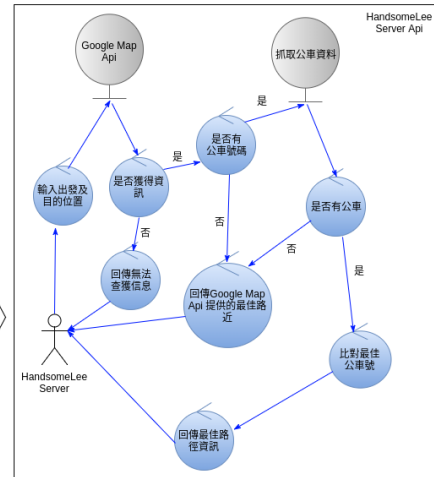 HandsomeLee
Server Api
Google Map
Api
抓取公車資料
是
是否有
公車號碼
是
是否獲得資
訊
輸入出發及
目的位置
是否有公車
否
否
否
是
回傳無法
查獲信息
回傳Google Map
Api 提供的最佳路
近
HandsomeLee
Server
比對最佳
公車號
回傳最佳路
徑資訊